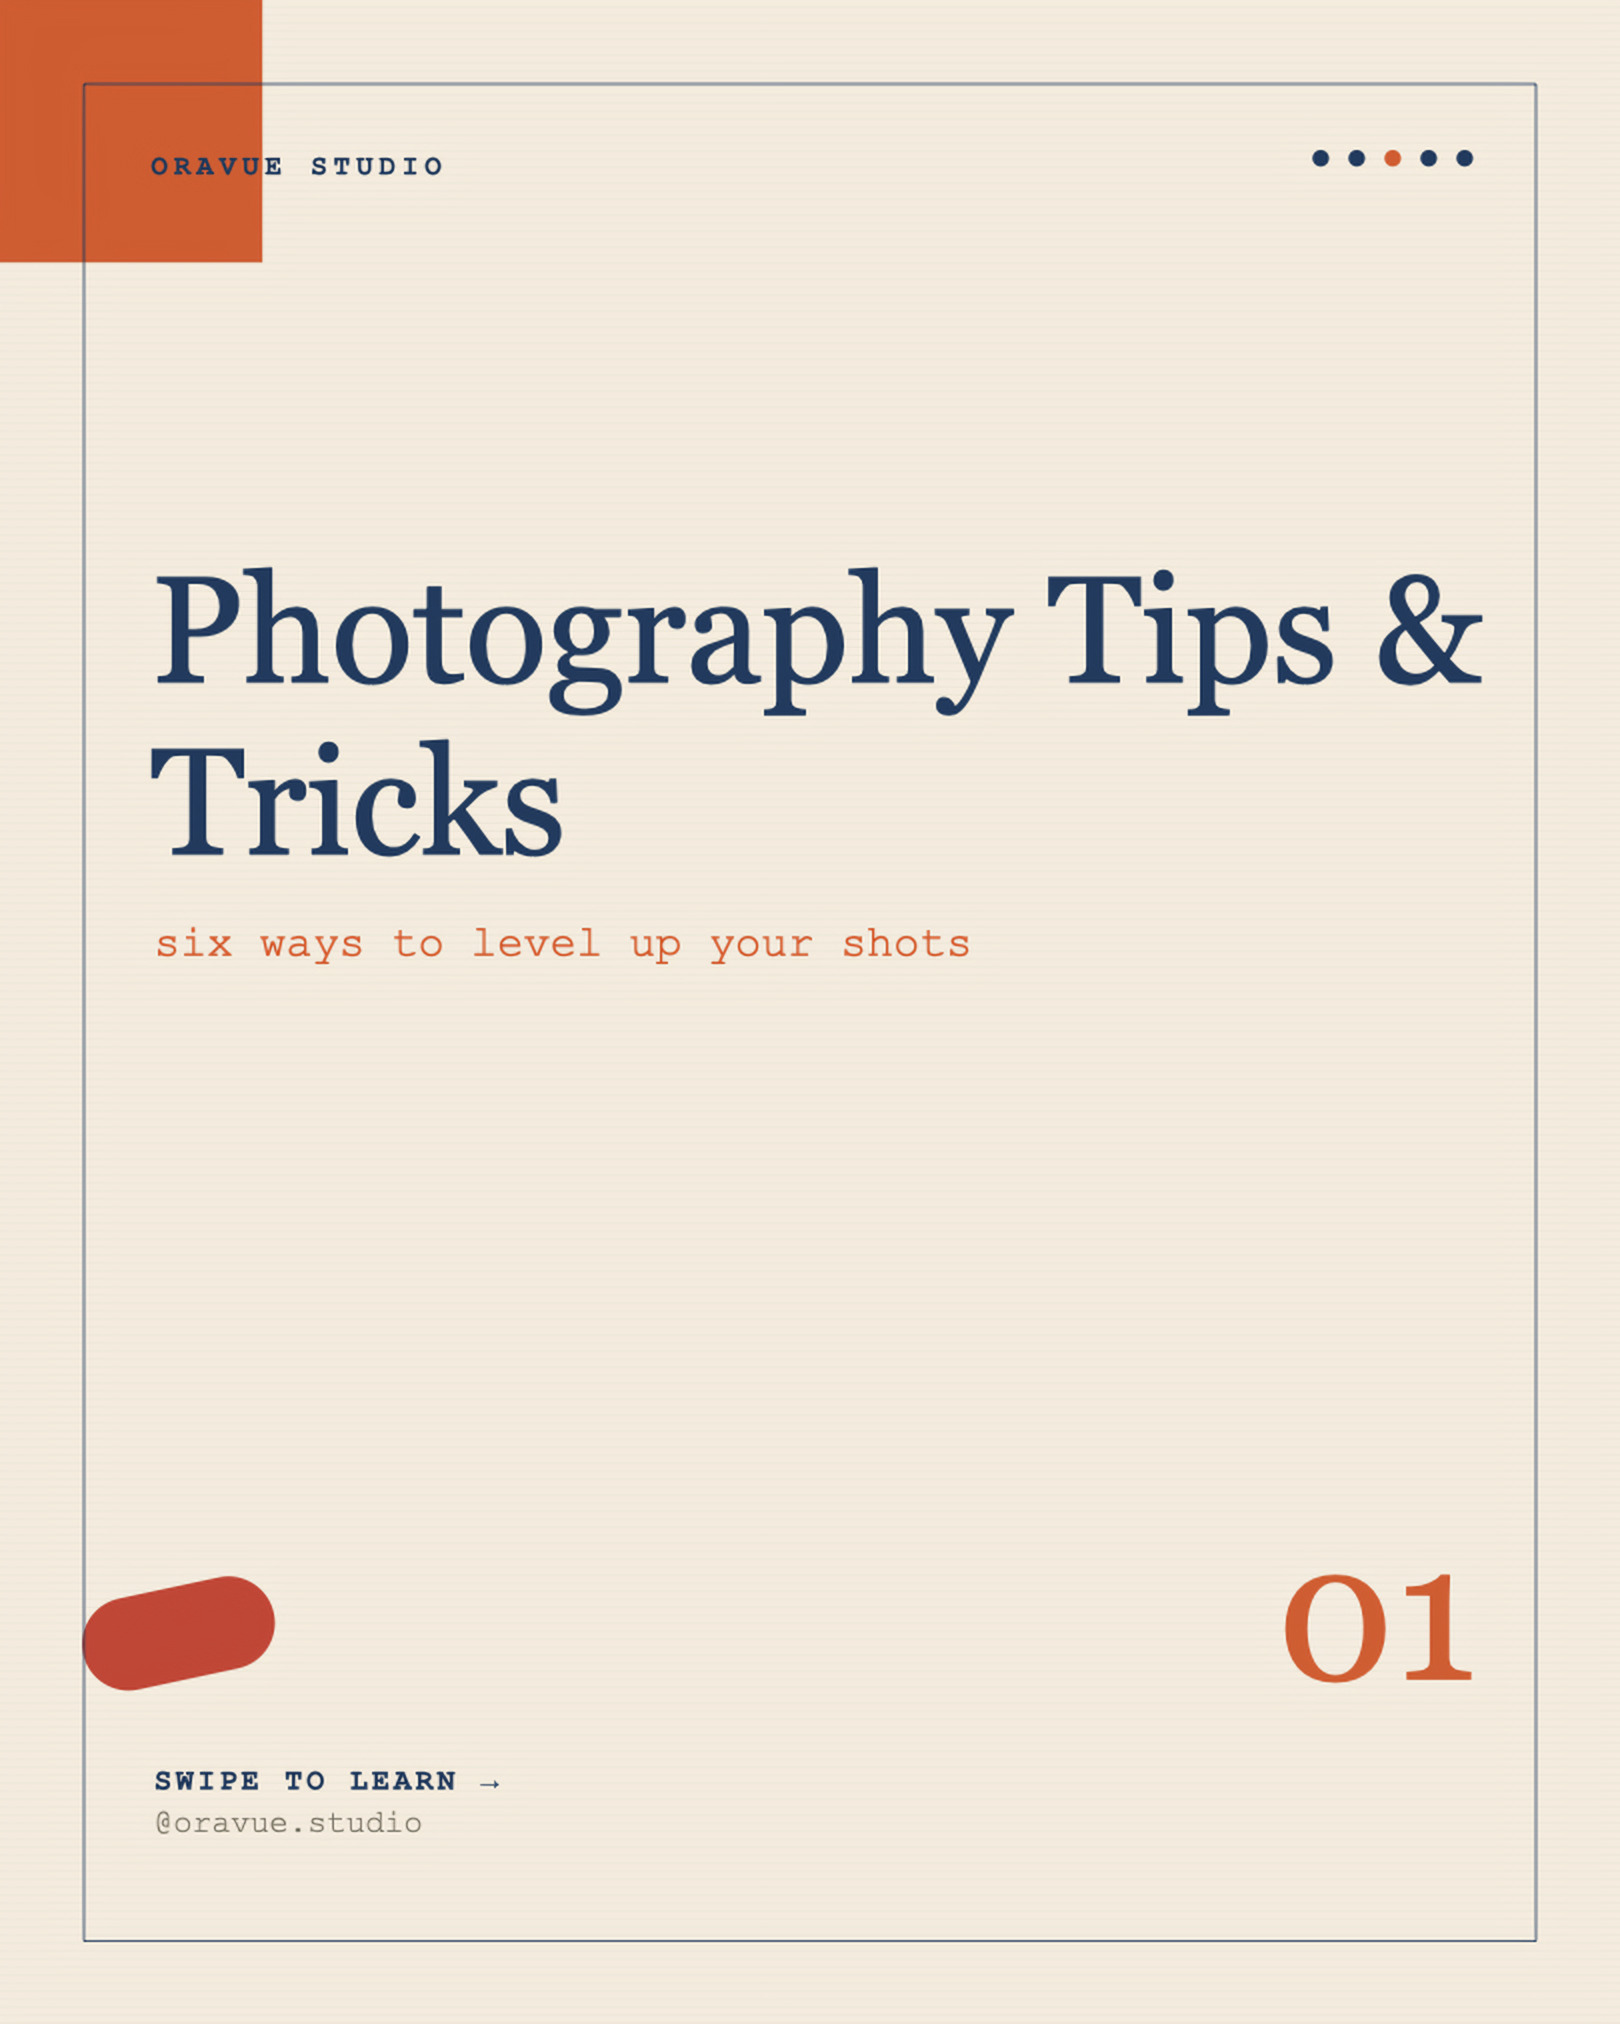 ORAVUE STUDIO
Photography Tips &
Tricks
six ways to level up your shots
01
SWIPE TO LEARN →
@oravue.studio